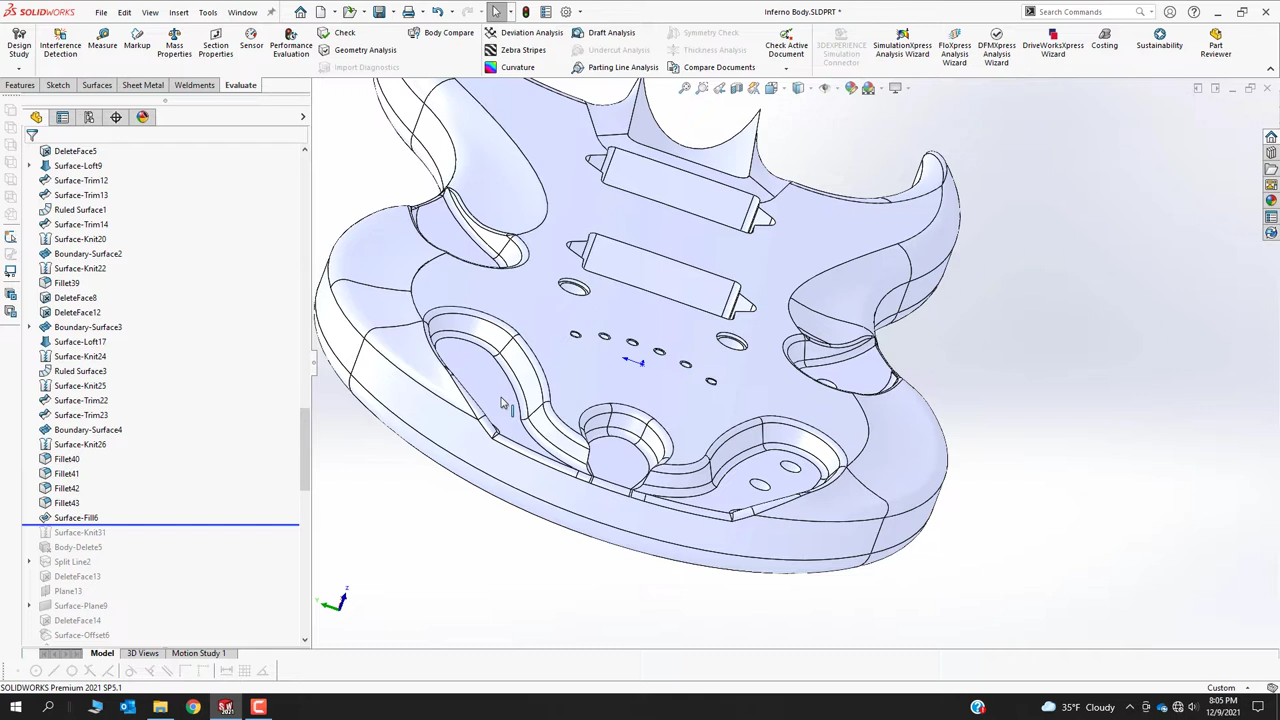 SOLIDWORKS File Edit View Insert Tools Window Inferno Body.SLDPRT * Search Commands
Design Study
Interference Detection
Measure
Markup
Mass Properties
Section Properties
Sensor
Performance Evaluation
Check
Geometry Analysis
Import Diagnostics
Body Compare
Deviation Analysis
Zebra Stripes
Curvature
Draft Analysis
Undercut Analysis
Parting Line Analysis
Symmetry Check
Thickness Analysis
Compare Documents
Check Active Document
3DEXPERIENCE Simulation Connector
SimulationXpress Analysis Wizard
FloXpress Analysis Wizard
DFMXpress Analysis Wizard
DriveWorksXpress Wizard
Costing
Sustainability
Part Reviewer
Features Sketch Surfaces Sheet Metal Weldments Evaluate
DeleteFace5
Surface-Loft9
Surface-Trim12
Surface-Trim13
Ruled Surface1
Surface-Trim14
Surface-Knit20
Boundary-Surface2
Surface-Knit22
Fillet39
DeleteFace8
DeleteFace12
Boundary-Surface3
Surface-Loft17
Surface-Knit24
Ruled Surface3
Surface-Knit25
Surface-Trim22
Surface-Trim23
Boundary-Surface4
Surface-Knit26
Fillet40
Fillet41
Fillet42
Fillet43
Surface-Fill6
Surface-Knit31
Body-Delete5
Split Line2
DeleteFace13
Plane13
Surface-Plane9
DeleteFace14
Surface-Offset6
Z
Y
Model 3D Views Motion Study 1
SOLIDWORKS Premium 2021 SP5.1 Custom
35°F Cloudy 8:05 PM
12/9/2021